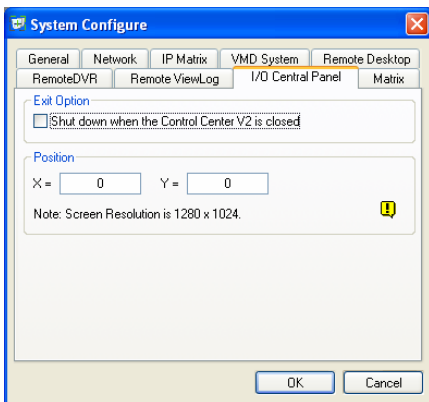 System Configure
General Network IP Matrix VMD System Remote Desktop
RemoteDVR Remote ViewLog I/O Central Panel Matrix
Exit Option
Shut down when the Control Center V2 is closed
Position
X = 0 Y = 0
Note: Screen Resolution is 1280 x 1024.
OK Cancel